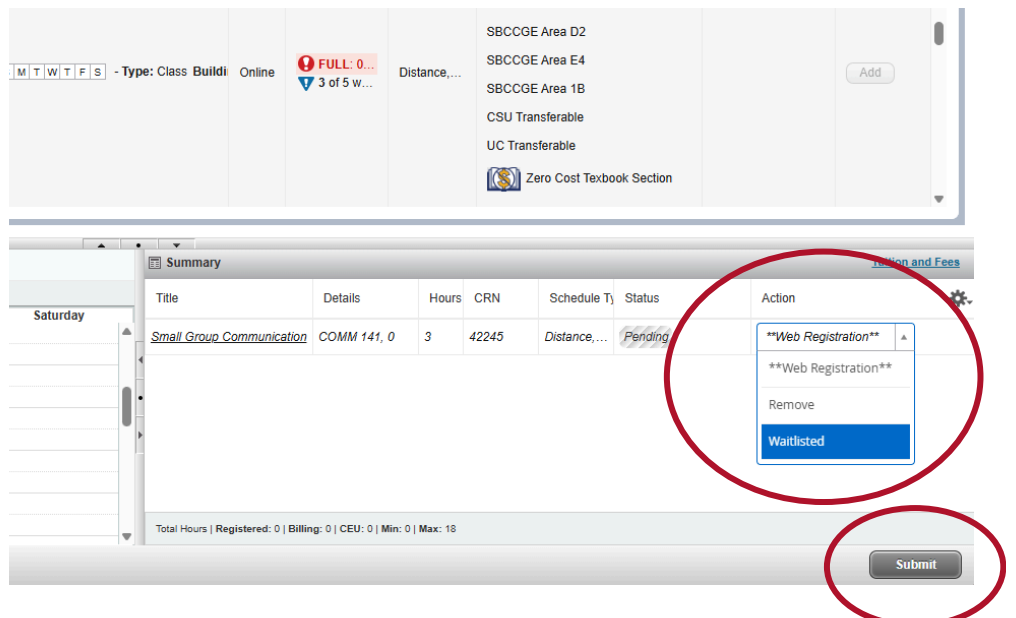 SBCCGE Area D2
SBCCGE Area E4
SBCCGE Area 1B
CSU Transferable
UC Transferable
Zero Cost Texbook Section
M T W T F S - Type: Class Buildi Online FULL: 0... Distance,... Add
3 of 5 w...
Summary Tuition and Fees
Title Details Hours CRN Schedule Ty Status Action
Saturday
Small Group Communication COMM 141, 0 3 42245 Distance,... Pending **Web Registration**
**Web Registration**
Remove
Waitlisted
Total Hours | Registered: 0 | Billing: 0 | CEU: 0 | Min: 0 | Max: 18
Submit